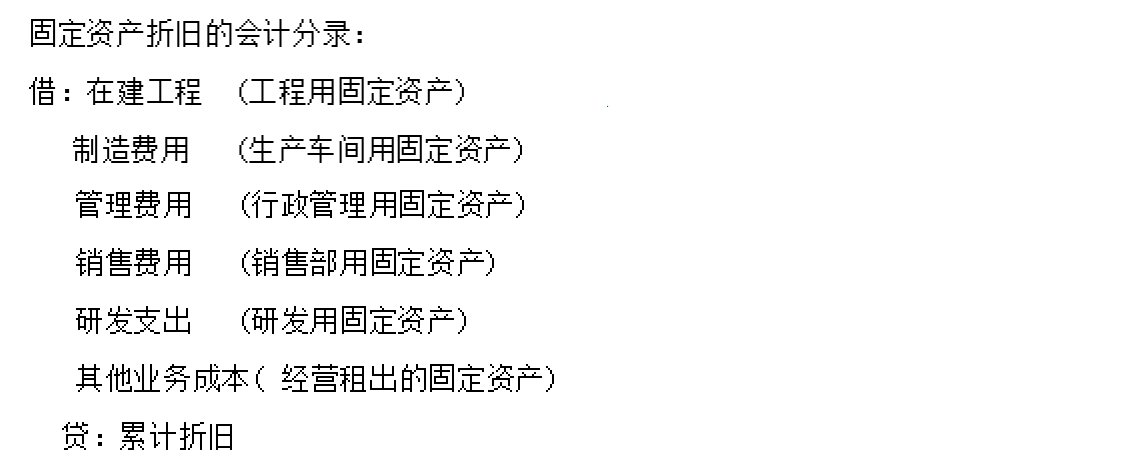 固定资产折旧的会计分录：
借：在建工程 （工程用固定资产）
制造费用 （生产车间用固定资产）
管理费用 （行政管理用固定资产）
销售费用 （销售部用固定资产）
研发支出 （研发用固定资产）
其他业务成本（ 经营租出的固定资产）
贷：累计折旧